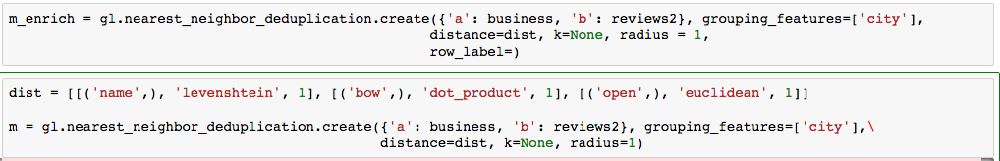 m_enrich = gl.nearest_neighbor_deduplication.create({'a': business, 'b': reviews2}, grouping_features=['city'],
distance=dist, k=None, radius = 1,
row_label=)
dist = [[('name',), 'levenshtein', 1], [('bow',), 'dot_product', 1], [('open',), 'euclidean', 1]]
m = gl.nearest_neighbor_deduplication.create({'a': business, 'b': reviews2}, grouping_features=['city'],\
distance=dist, k=None, radius=1)